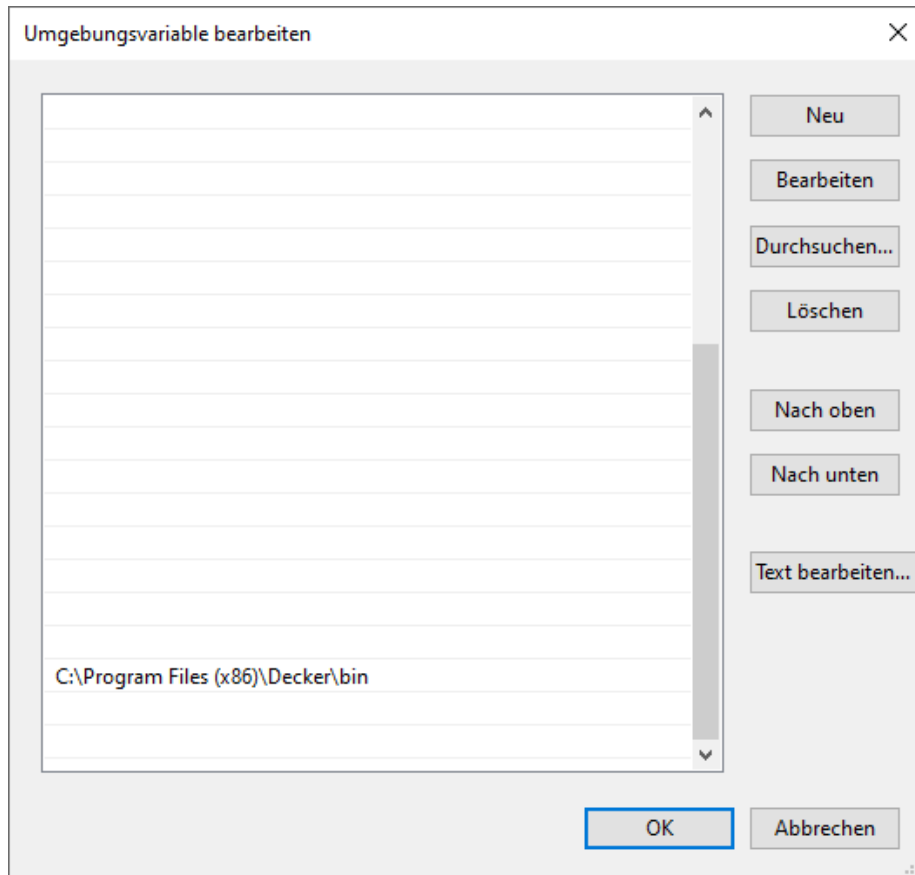 Umgebungsvariable bearbeiten
Neu
Bearbeiten
Durchsuchen...
Löschen
Nach oben
Nach unten
Text bearbeiten...
C:\Program Files (x86)\Decker\bin
OK
Abbrechen